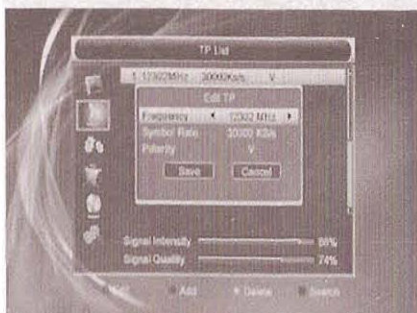 TP List
1 12302MHz 30000Ks/s V
Edit TP
Frequency 12302 MHz
Symbol Rate 30000 KS/s
Polarity V
Save Cancel
Signal Intensity 88%
Signal Quality 74%
Edit Add Delete Search